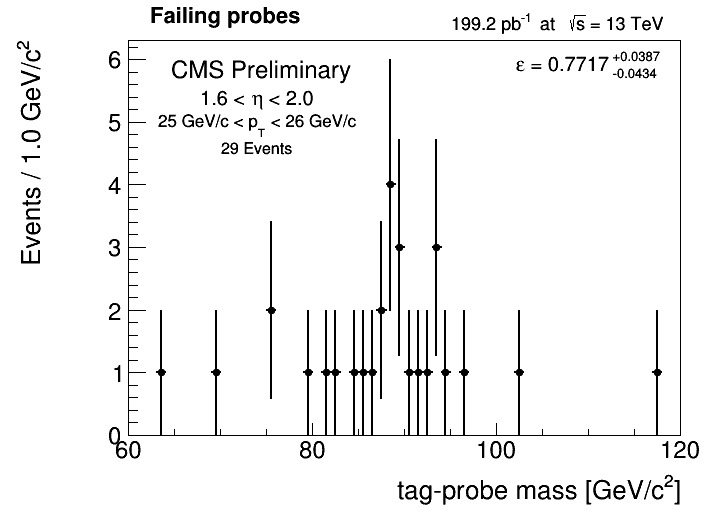 Failing probes
199.2 pb⁻¹ at √s = 13 TeV
CMS Preliminary
ε = 0.7717 +0.0387 -0.0434
1.6 < η < 2.0
25 GeV/c < p_T < 26 GeV/c
29 Events
Events / 1.0 GeV/c²
6
5
4
3
2
1
0
60 80 100 120
tag-probe mass [GeV/c²]